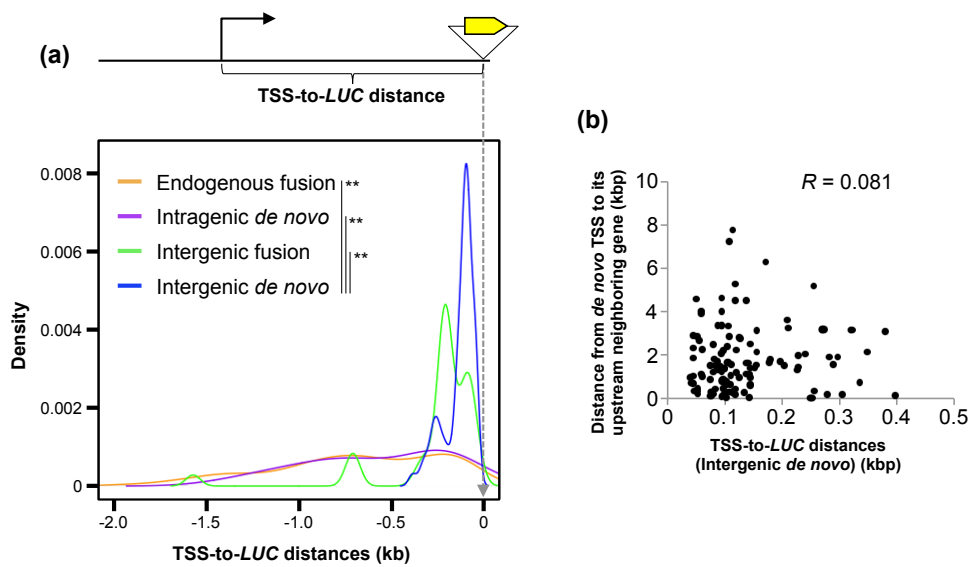 (a)
TSS-to-LUC distance
Endogenous fusion
Intragenic de novo
Intergenic fusion
Intergenic de novo
**
**
**
Density
0.008
0.006
0.004
0.002
0
-2.0 -1.5 -1.0 -0.5 0
TSS-to-LUC distances (kb)
(b)
R = 0.081
Distance from de novo TSS to its
upstream neighboring gene (kbp)
10
8
6
4
2
0
0 0.1 0.2 0.3 0.4 0.5
TSS-to-LUC distances
(Intergenic de novo) (kbp)